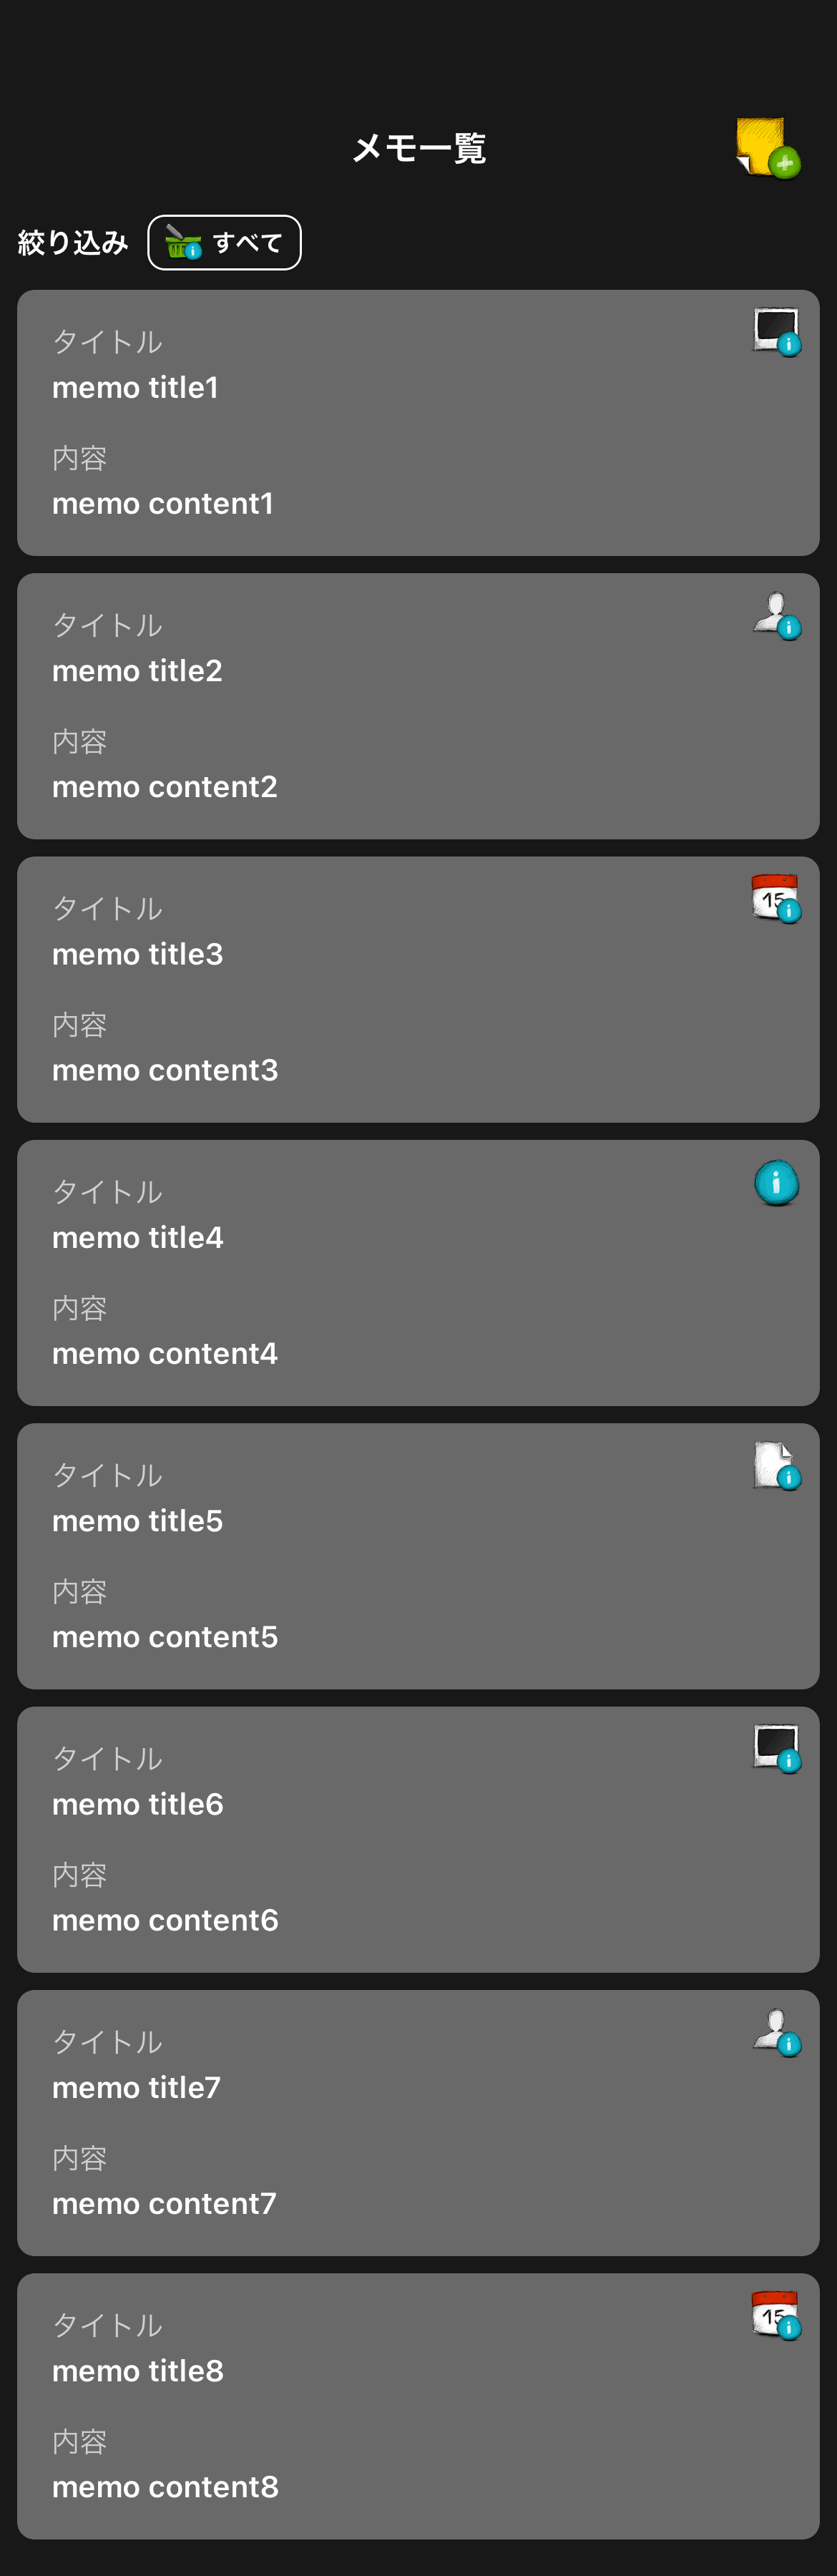 メモ一覧
絞り込み すべて
タイトル
memo title1
内容
memo content1
タイトル
memo title2
内容
memo content2
タイトル
memo title3
15
内容
memo content3
タイトル
memo title4
内容
memo content4
タイトル
memo title5
内容
memo content5
タイトル
memo title6
内容
memo content6
タイトル
memo title7
内容
memo content7
タイトル
memo title8
15
内容
memo content8